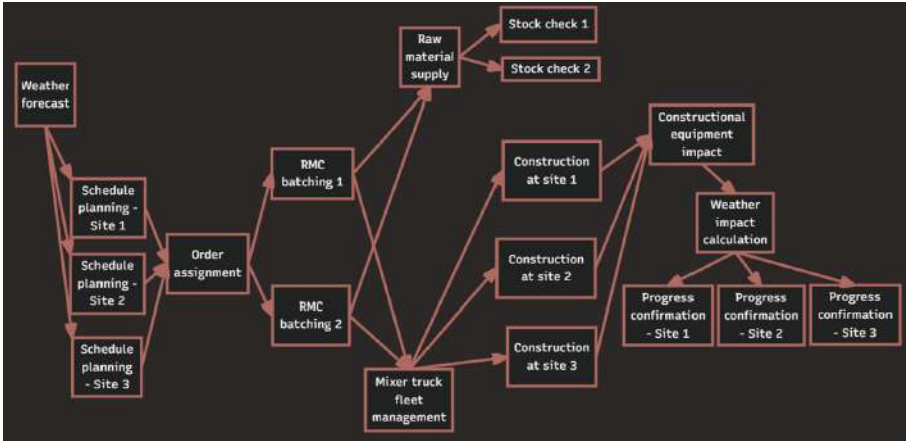 Weather
forecast
Schedule
planning -
Site 1
Schedule
planning -
Site 2
Schedule
planning
- Site 3
Order
assignment
RMC
batching 1
RMC
batching 2
Raw
material
supply
Stock check 1
Stock check 2
Mixer truck
fleet
management
Construction
at site 1
Construction
at site 2
Construction
at site 3
Constructional
equipment
impact
Weather
impact
calculation
Progress
confirmation
- Site 1
Progress
confirmation
- Site 2
Progress
confirmation
- Site 3